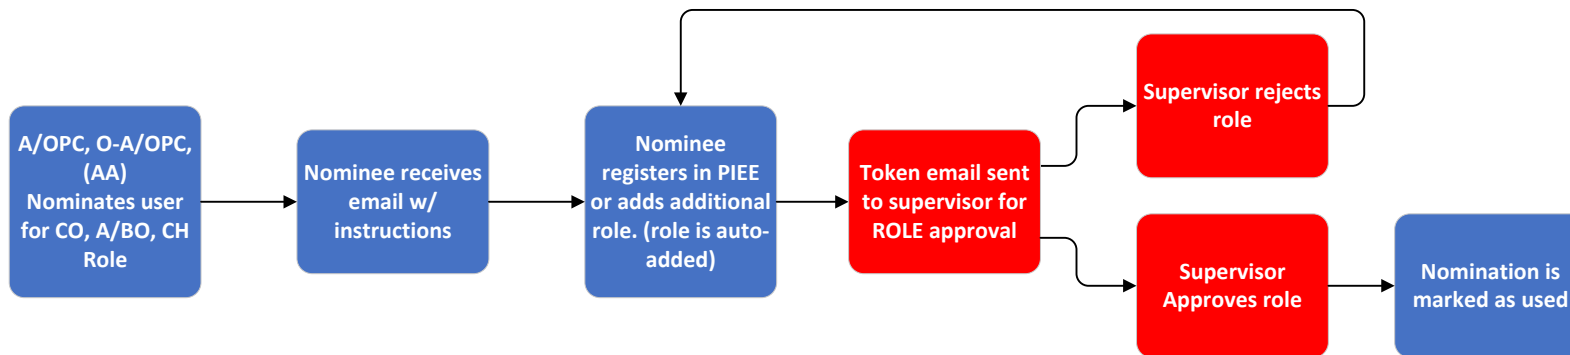 A/OPC, O-A/OPC,
(AA)
Nominates user
for CO, A/BO, CH
Role
Nominee receives
email w/
instructions
Nominee
registers in PIEE
or adds additional
role. (role is auto-
added)
Token email sent
to supervisor for
ROLE approval
Supervisor rejects
role
Supervisor
Approves role
Nomination is
marked as used